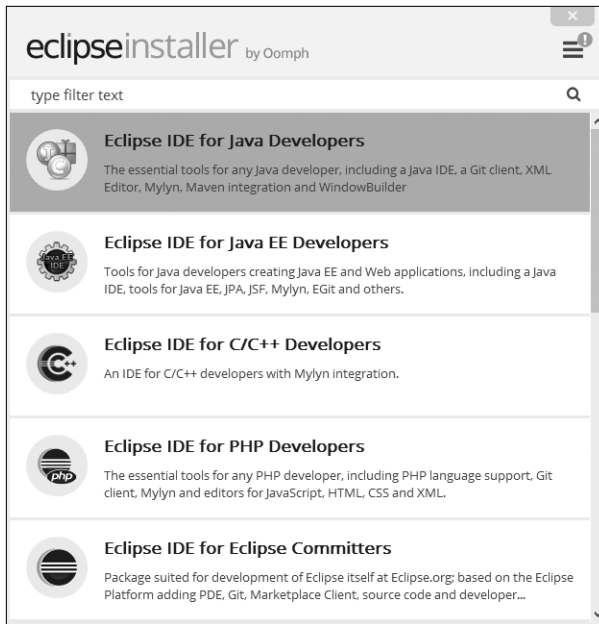 eclipseinstaller by Oomph
type filter text
Eclipse IDE for Java Developers
The essential tools for any Java developer, including a Java IDE, a Git client, XML
Editor, Mylyn, Maven integration and WindowBuilder
Java EE
IDE
Eclipse IDE for Java EE Developers
Tools for Java developers creating Java EE and Web applications, including a Java
IDE, tools for Java EE, JPA, JSF, Mylyn, EGit and others.
Eclipse IDE for C/C++ Developers
An IDE for C/C++ developers with Mylyn integration.
php
Eclipse IDE for PHP Developers
The essential tools for any PHP developer, including PHP language support, Git
client, Mylyn and editors for JavaScript, HTML, CSS and XML.
Eclipse IDE for Eclipse Committers
Package suited for development of Eclipse itself at Eclipse.org; based on the Eclipse
Platform adding PDE, Git, Marketplace Client, source code and developer...